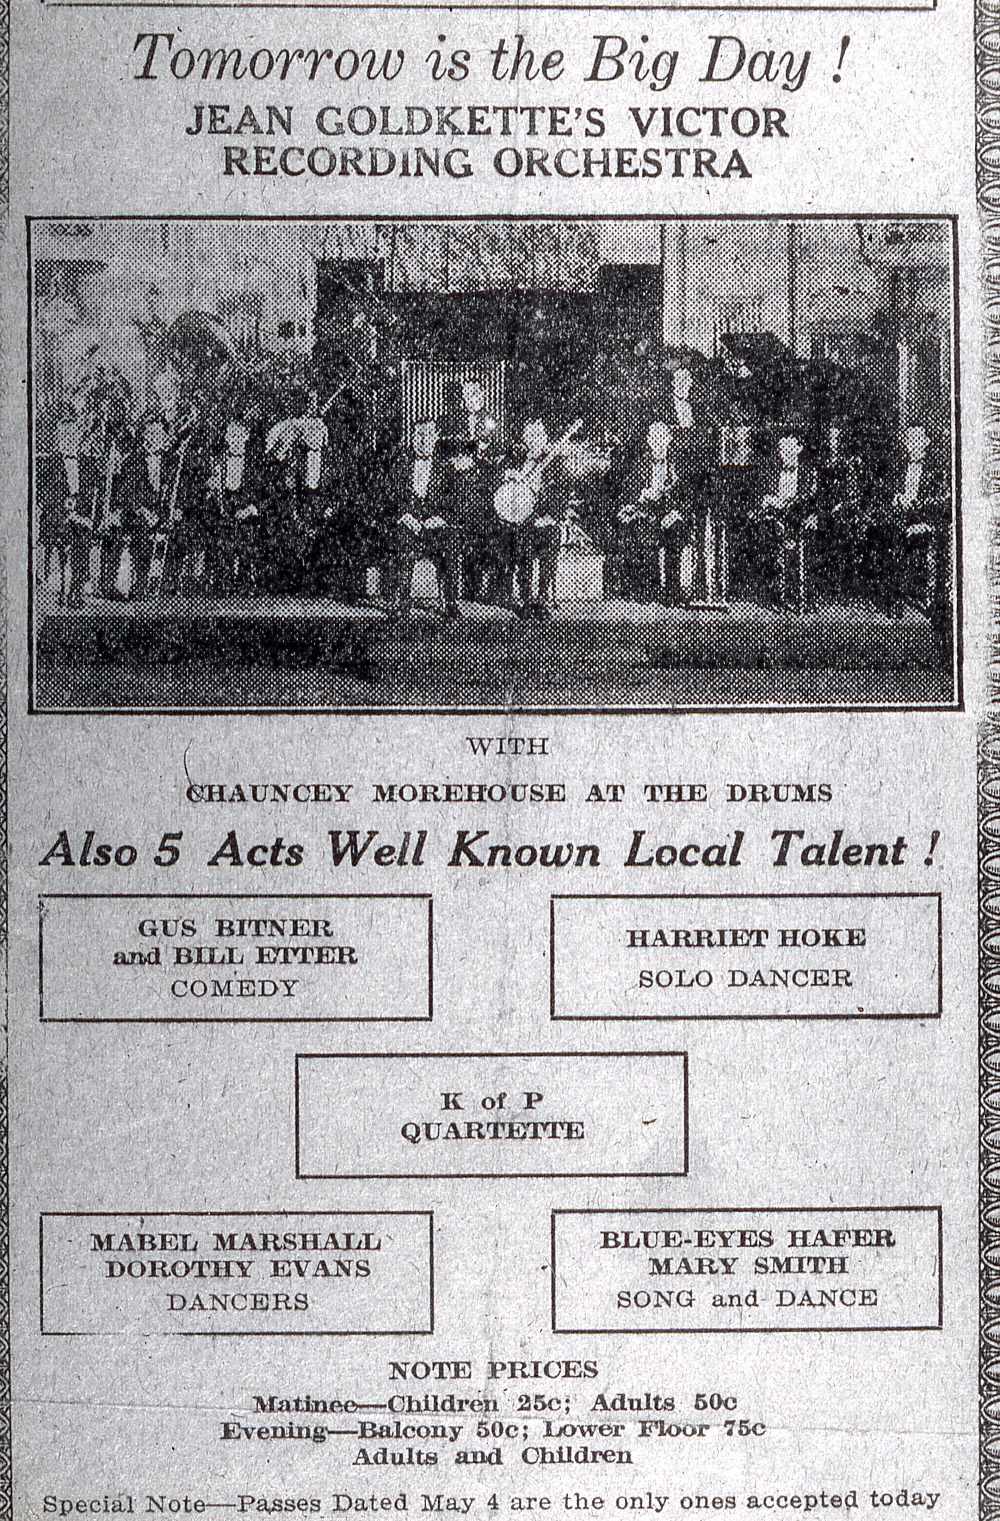 Tomorrow is the Big Day !
JEAN GOLDKETTE'S VICTOR
RECORDING ORCHESTRA
WITH
CHAUNCEY MOREHOUSE AT THE DRUMS
Also 5 Acts Well Known Local Talent !
GUS BITNER
and BILL ETTER
COMEDY
HARRIET HOKE
SOLO DANCER
K of P
QUARTETTE
MABEL MARSHALL
DOROTHY EVANS
DANCERS
BLUE-EYES HAFER
MARY SMITH
SONG and DANCE
NOTE PRICES
Matinee—Children 25c; Adults 50c
Evening—Balcony 50c; Lower Floor 75c
Adults and Children
Special Note—Passes Dated May 4 are the only ones accepted today